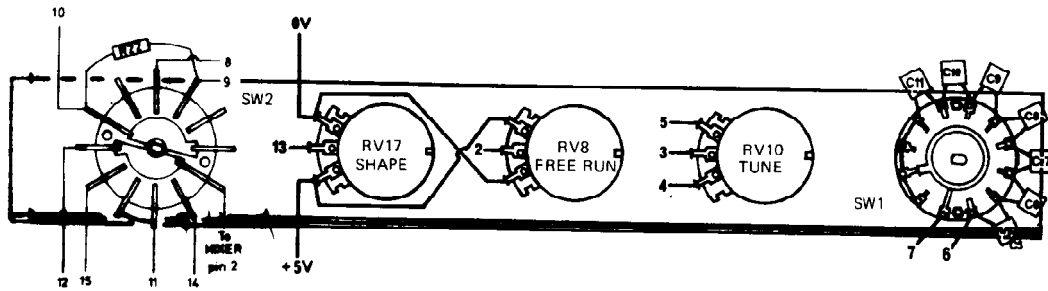 10
R22
8
9
SW2
0V
13
RV17
SHAPE
2
RV8
FREE RUN
5
3
4
RV10
TUNE
C11
C10
C9
C8
C7
SW1
7
6
12
15
11
14
To
MIXER
pin 2
+5V